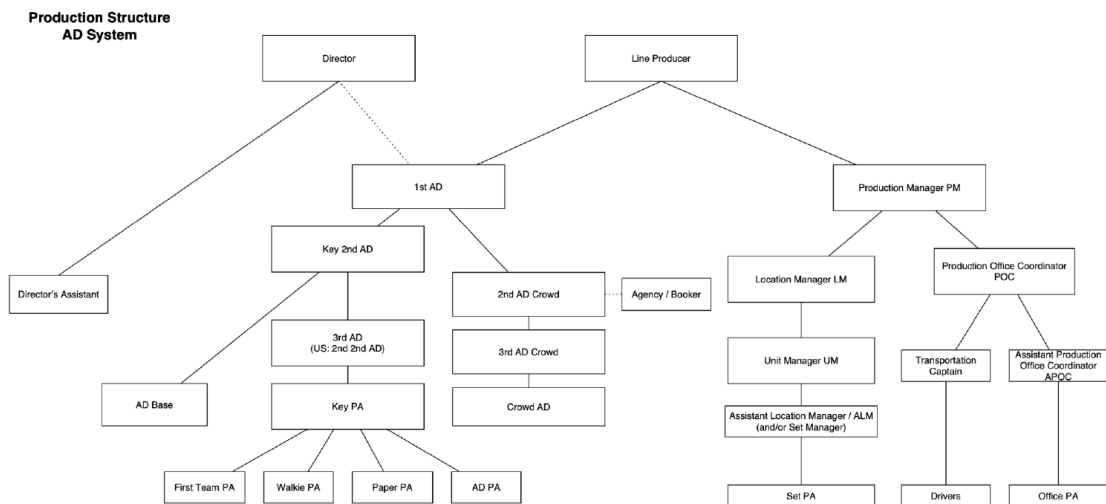 Production Structure
AD System
Director
Line Producer
1st AD
Production Manager PM
Key 2nd AD
Director's Assistant
2nd AD Crowd
Agency / Booker
Location Manager LM
Production Office Coordinator
POC
3rd AD
(US: 2nd 2nd AD)
3rd AD Crowd
Unit Manager UM
Transportation
Captain
Assistant Production
Office Coordinator
APOC
AD Base
Key PA
Crowd AD
Assistant Location Manager / ALM
(and/or Set Manager)
First Team PA
Walkie PA
Paper PA
AD PA
Set PA
Drivers
Office PA